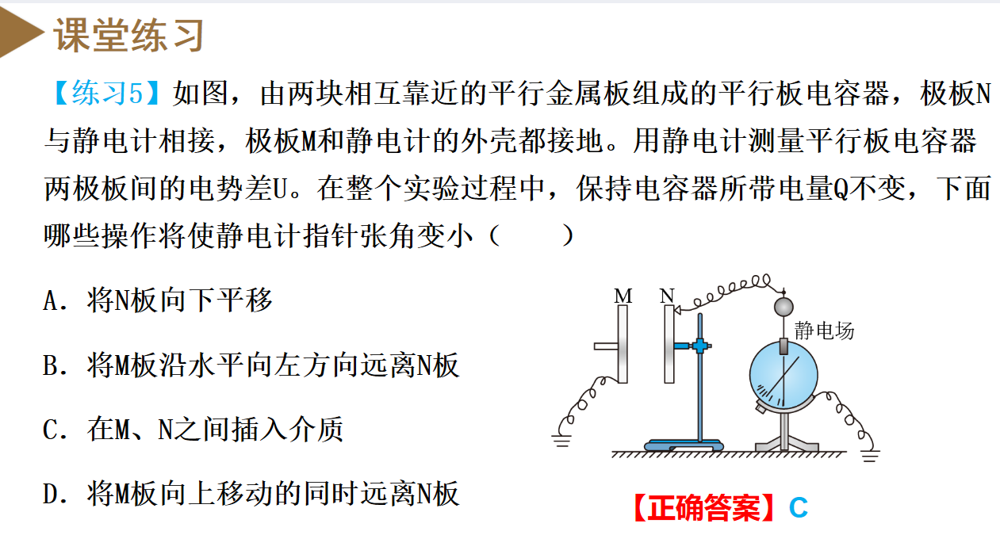 课堂练习
【练习5】如图，由两块相互靠近的平行金属板组成的平行板电容器，极板N
与静电计相接，极板M和静电计的外壳都接地。用静电计测量平行板电容器
两极板间的电势差U。在整个实验过程中，保持电容器所带电量Q不变，下面
哪些操作将使静电计指针张角变小（　　）
A．将N板向下平移
B．将M板沿水平向左方向远离N板
C．在M、N之间插入介质
D．将M板向上移动的同时远离N板
M N
静电场
【正确答案】C